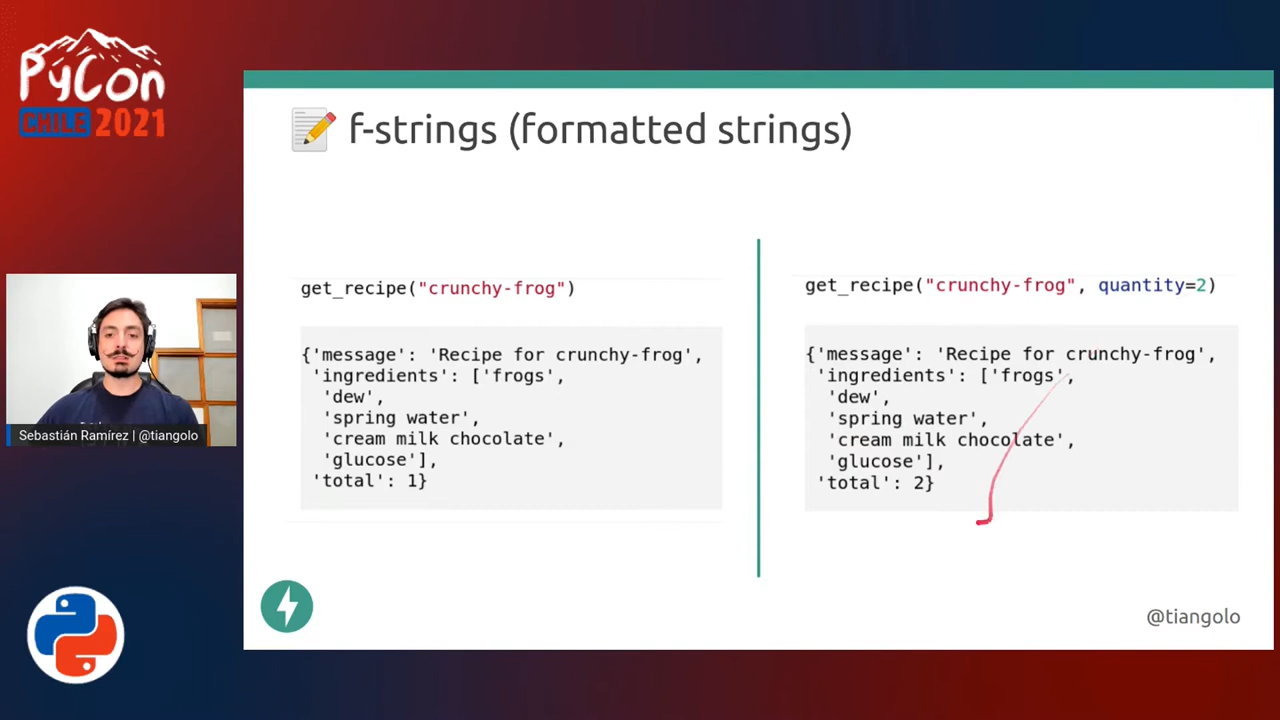 PyCon
CHILE 2021
f-strings (formatted strings)
get_recipe("crunchy-frog")
{'message': 'Recipe for crunchy-frog',
'ingredients': ['frogs',
'dew',
'spring water',
'cream milk chocolate',
'glucose'],
'total': 1}
get_recipe("crunchy-frog", quantity=2)
{'message': 'Recipe for crunchy-frog',
'ingredients': ['frogs',
'dew',
'spring water',
'cream milk chocolate',
'glucose'],
'total': 2}
Sebastián Ramírez | @tiangolo
@tiangolo